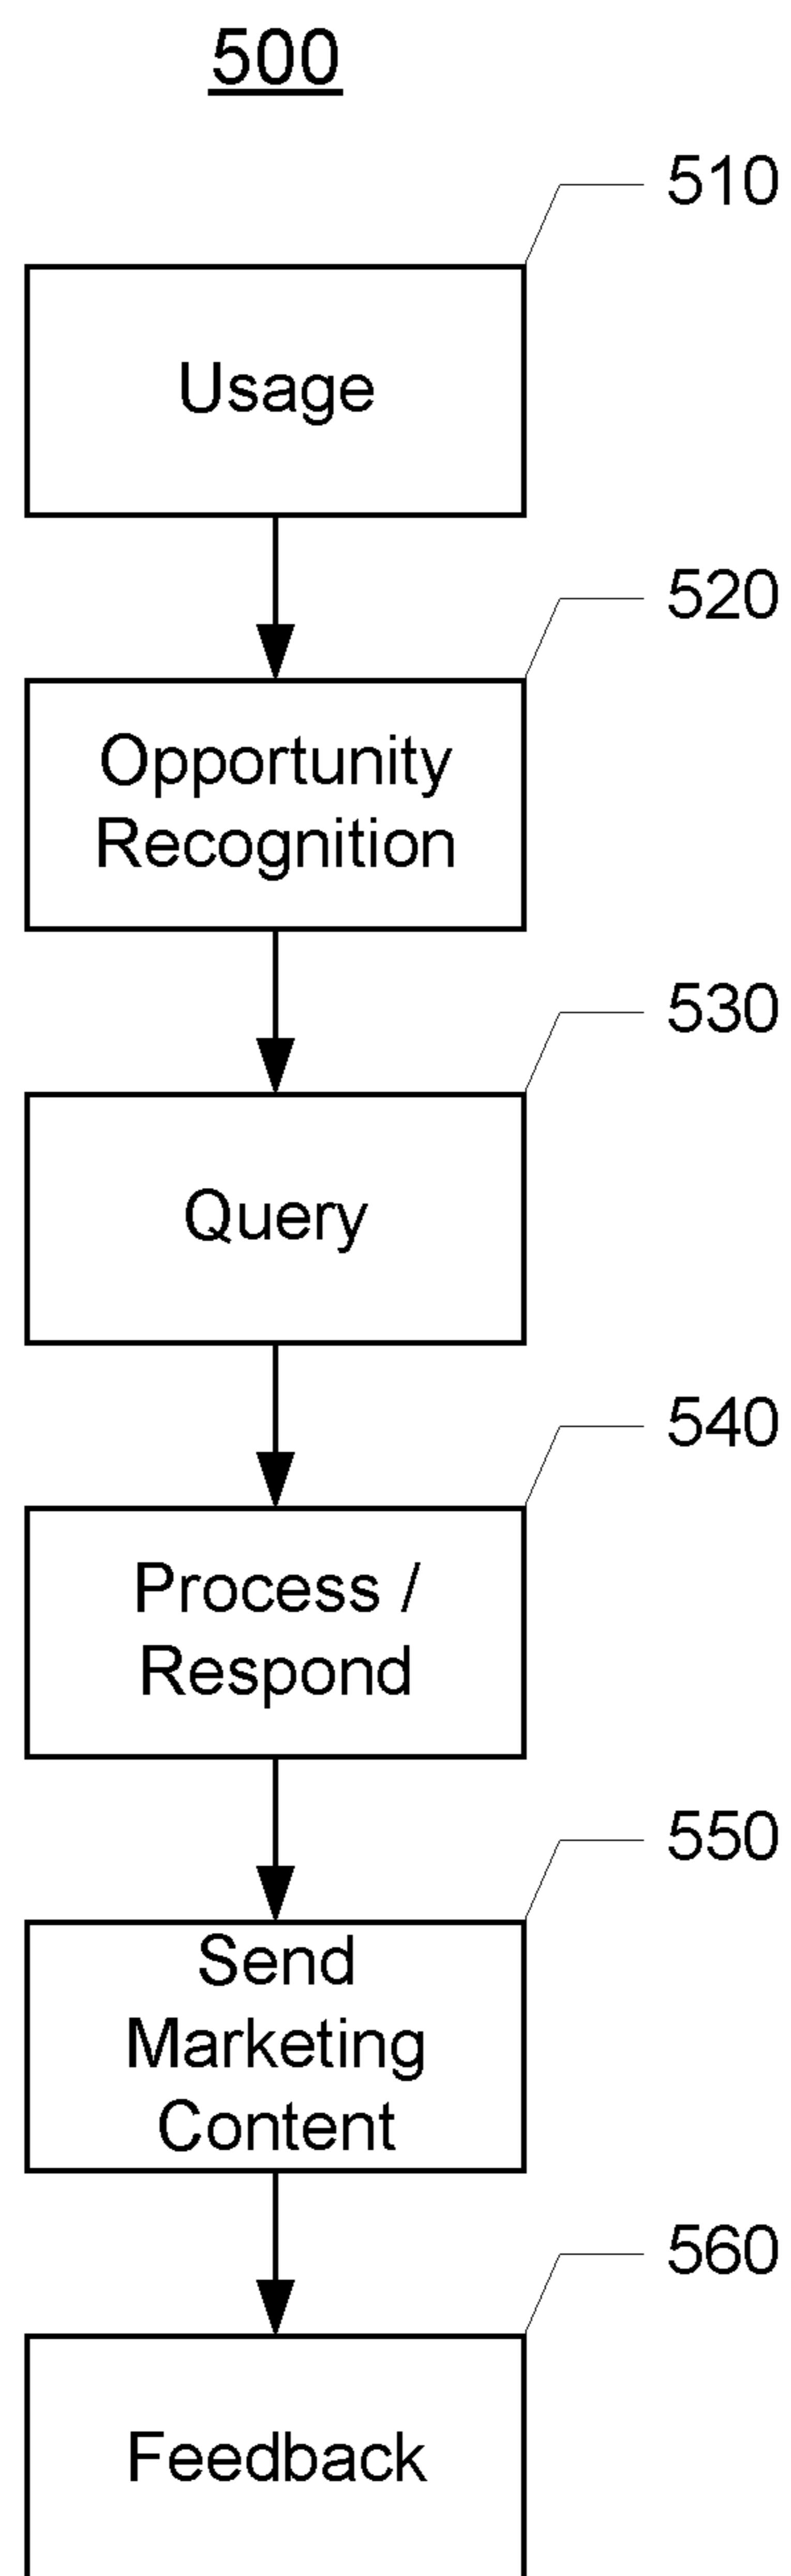 500
510
Usage
520
Opportunity
Recognition
530
Query
540
Process /
Respond
550
Send
Marketing
Content
560
Feedback